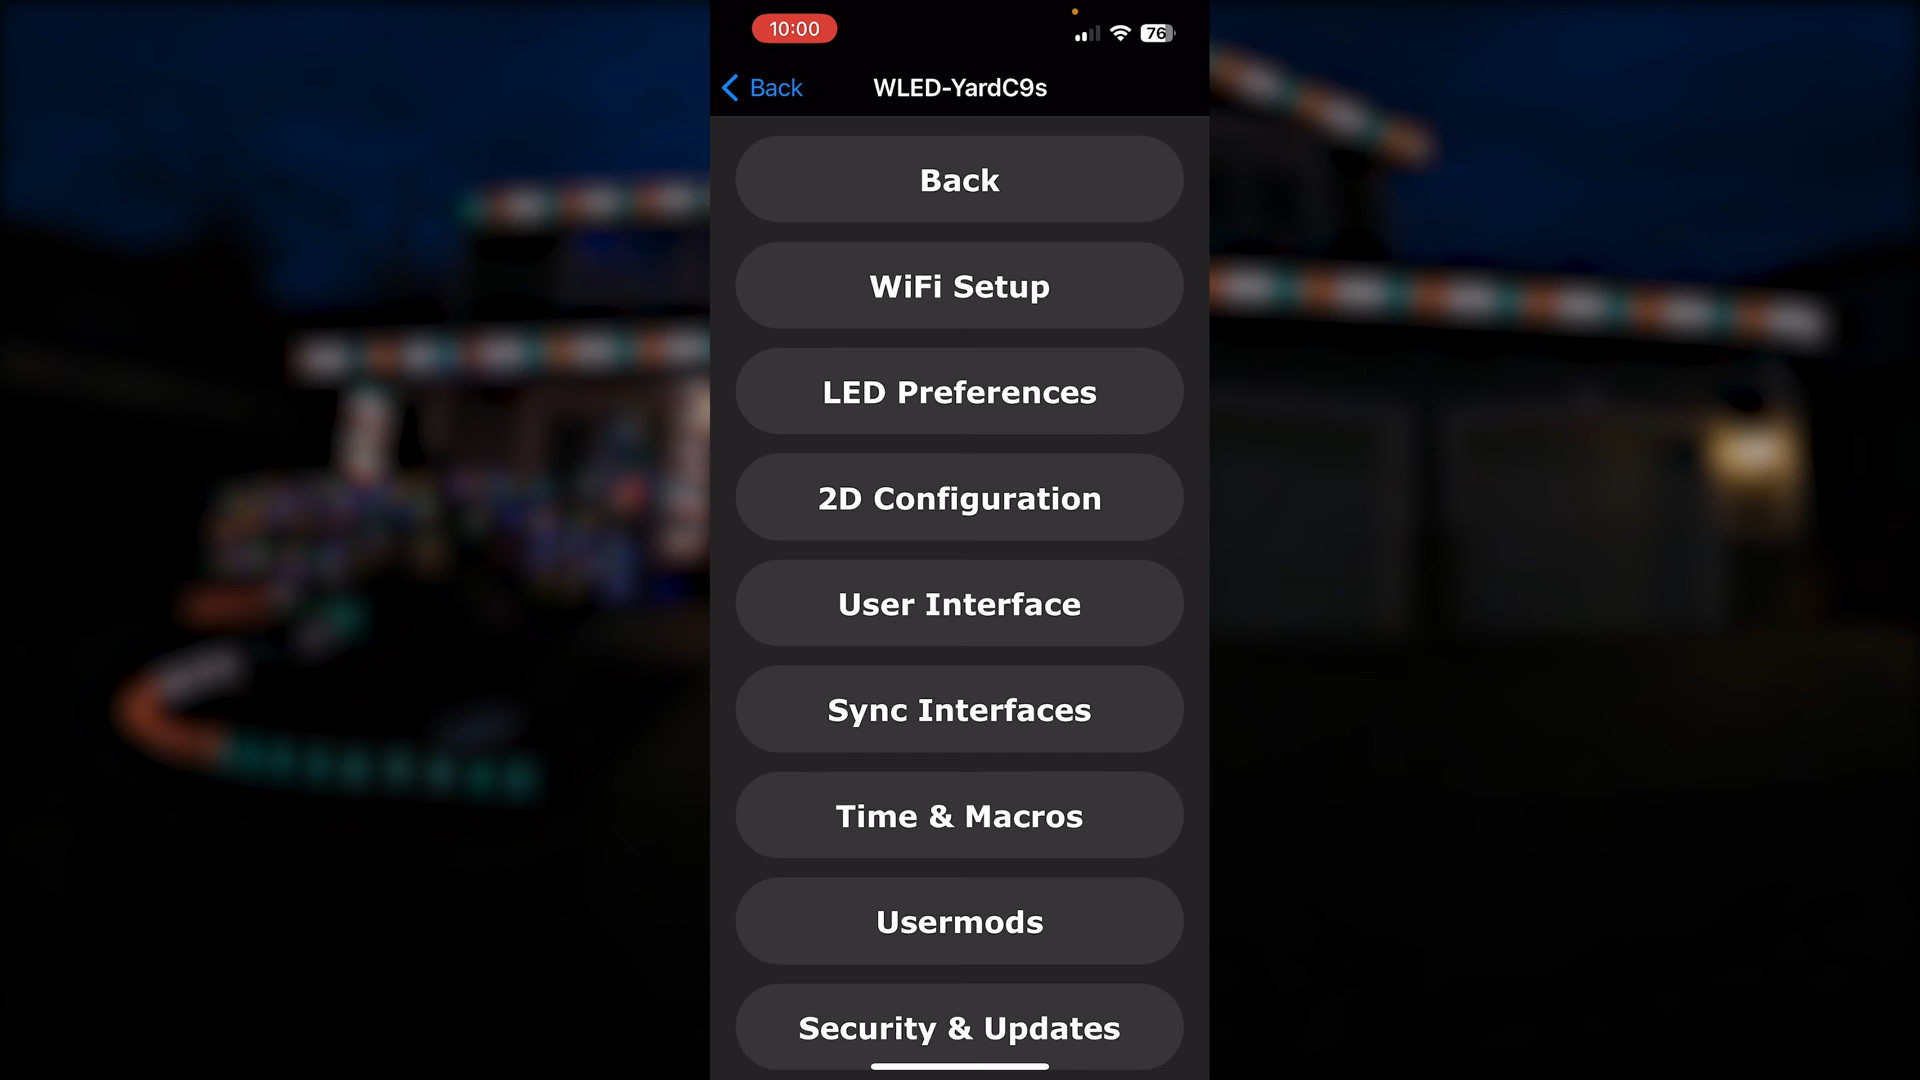 10:00
76
Back
WLED-YardC9s
Back
WiFi Setup
LED Preferences
2D Configuration
User Interface
Sync Interfaces
Time & Macros
Usermods
Security & Updates